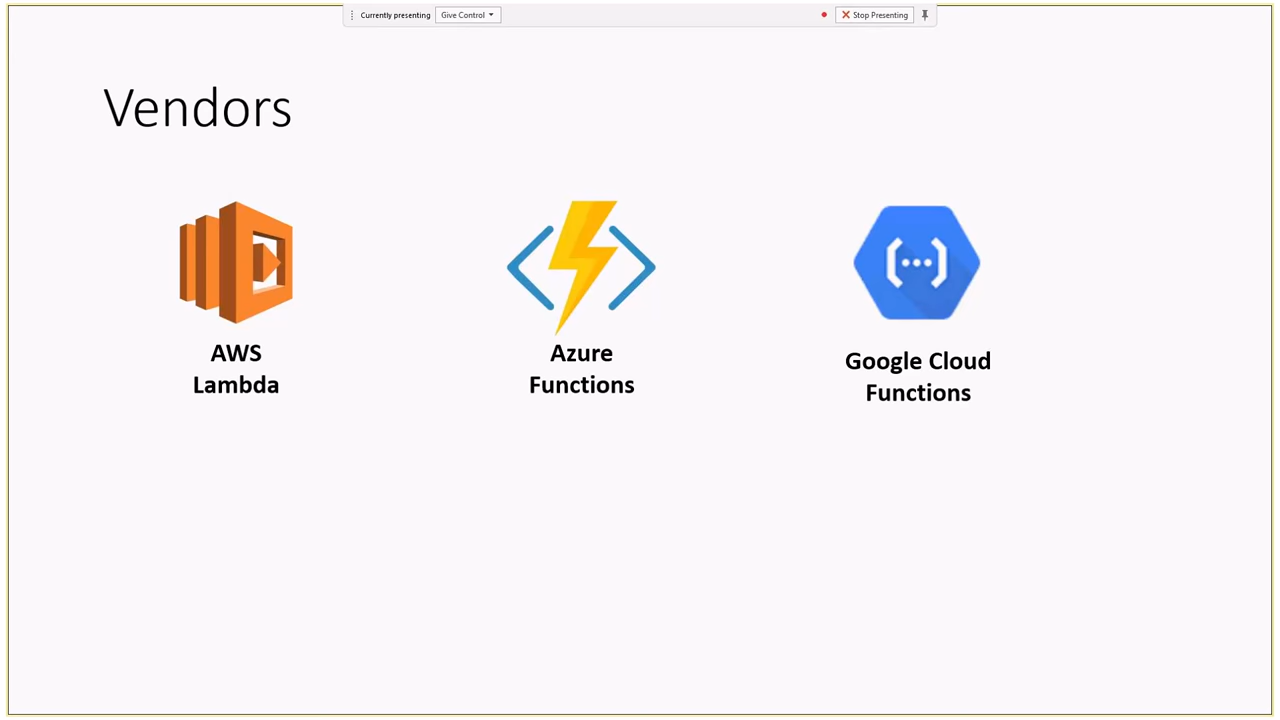 Currently presenting Give Control Stop Presenting
Vendors
AWS
Lambda
Azure
Functions
Google Cloud
Functions